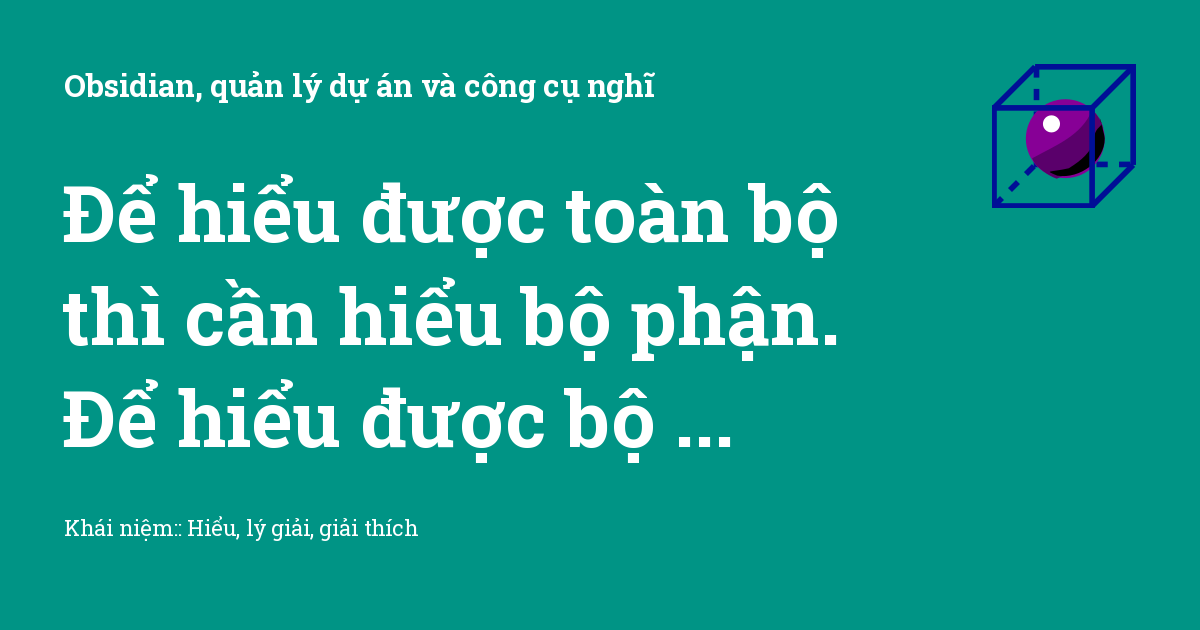 Obsidian, quản lý dự án và công cụ nghĩ
Để hiểu được toàn bộ
thì cần hiểu bộ phận.
Để hiểu được bộ ...
Khái niệm:: Hiểu, lý giải, giải thích